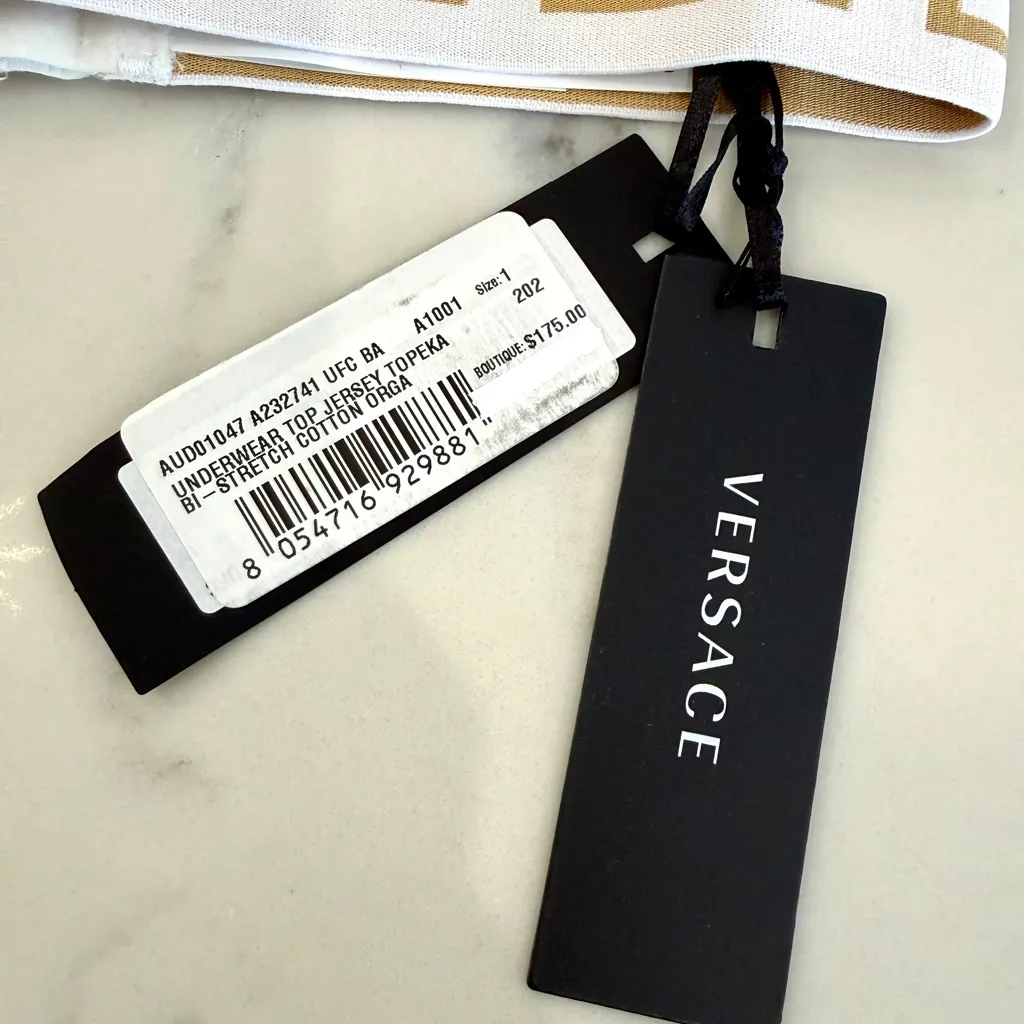 AUD01047 A232741 UFC BA A1001 Size: 1
UNDERWEAR TOP JERSEY TOPEKA 202
BI-STRETCH COTTON ORGA BOUTIQUE: $175.00
8 054716 929881
VERSACE